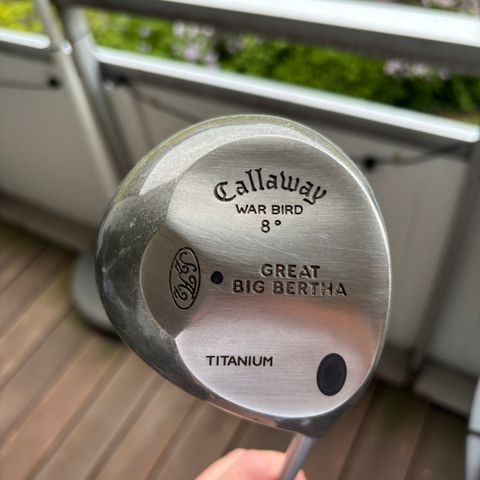 Callaway
WAR BIRD
8°
GREAT
BIG BERTHA
TITANIUM